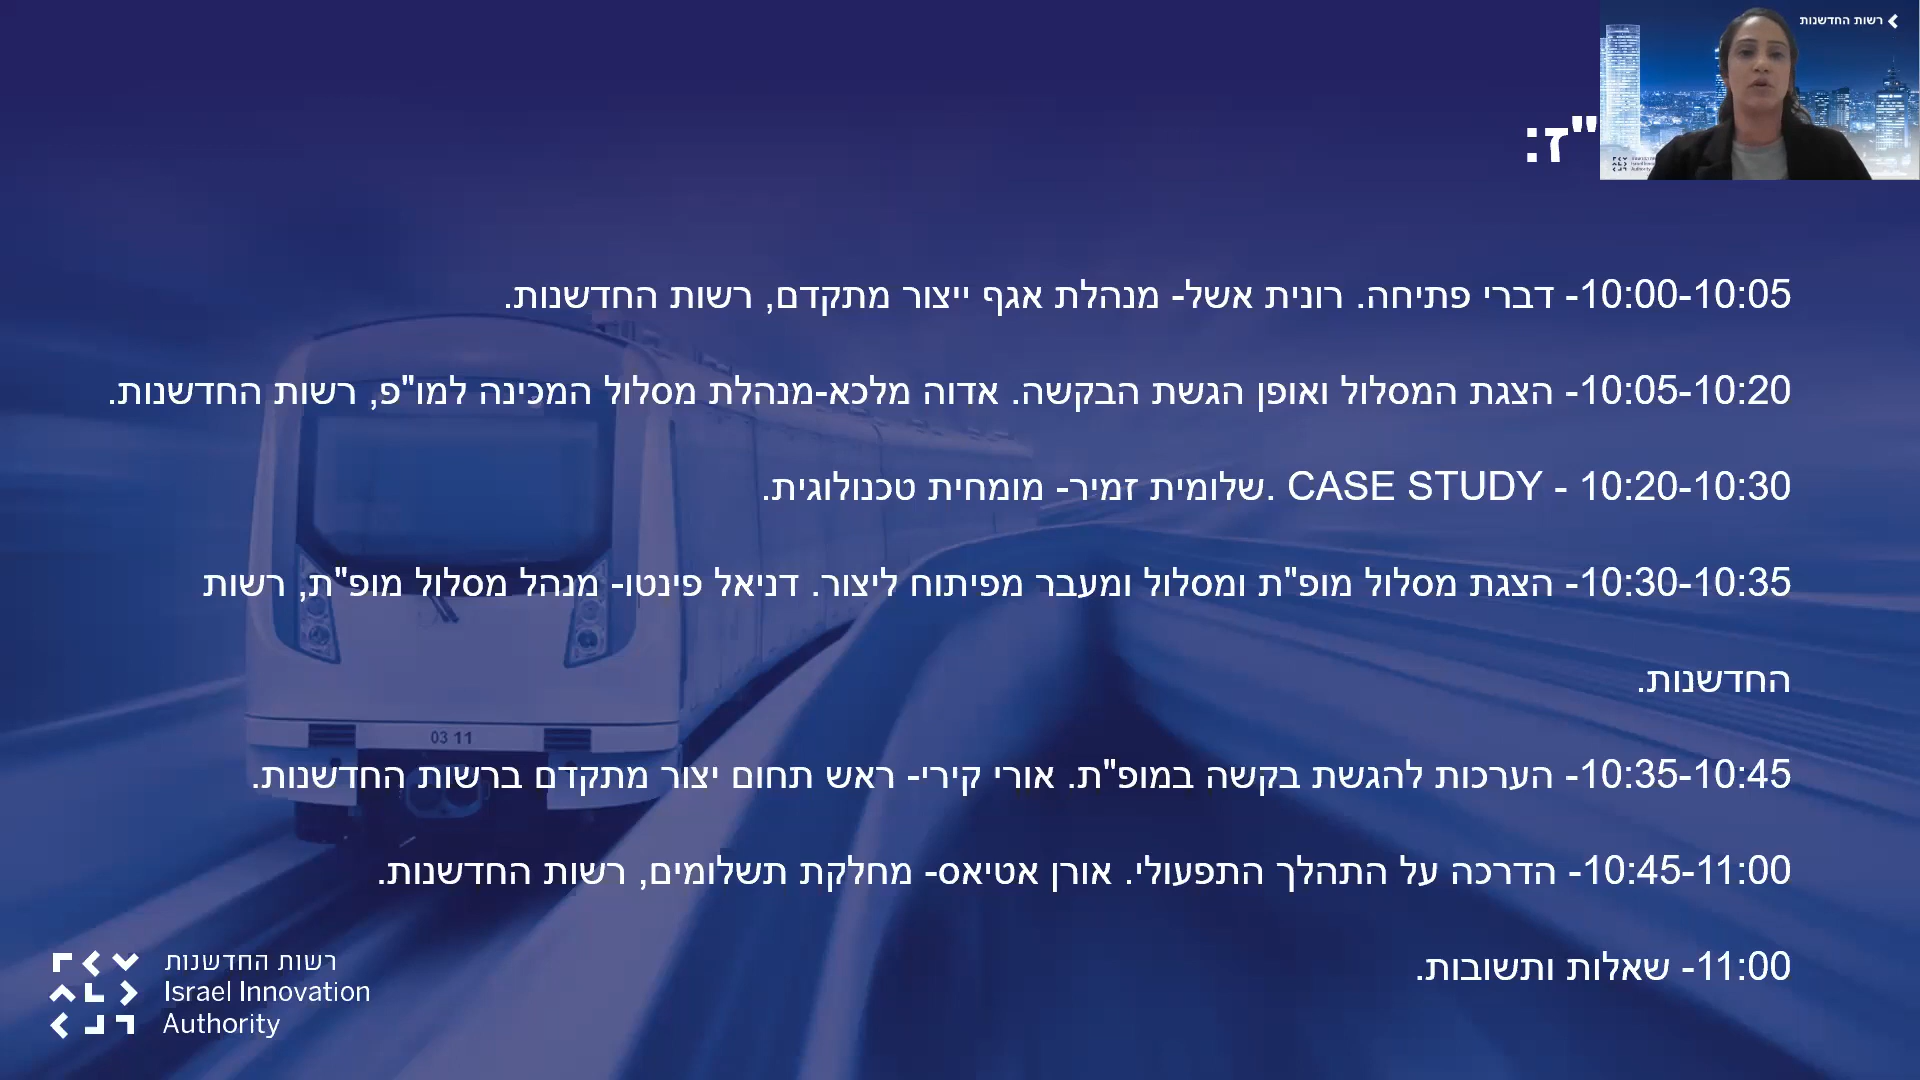 רשות החדשנות
"ז:
10:00-10:05- דברי פתיחה. רונית אשל- מנהלת אגף ייצור מתקדם, רשות החדשנות.
10:05-10:20- הצגת המסלול ואופן הגשת הבקשה. אדוה מלכא-מנהלת מסלול המכינה למו"פ, רשות החדשנות.
10:20-10:30 - CASE STUDY .שלומית זמיר- מומחית טכנולוגית.
10:30-10:35- הצגת מסלול מופ"ת ומסלול ומעבר מפיתוח ליצור. דניאל פינטו- מנהל מסלול מופ"ת, רשות
החדשנות.
10:35-10:45- הערכות להגשת בקשה במופ"ת. אורי קירי- ראש תחום יצור מתקדם ברשות החדשנות.
10:45-11:00- הדרכה על התהלך התפעולי. אורן אטיאס- מחלקת תשלומים, רשות החדשנות.
11:00- שאלות ותשובות.
03 11
רשות החדשנות
Israel Innovation
Authority